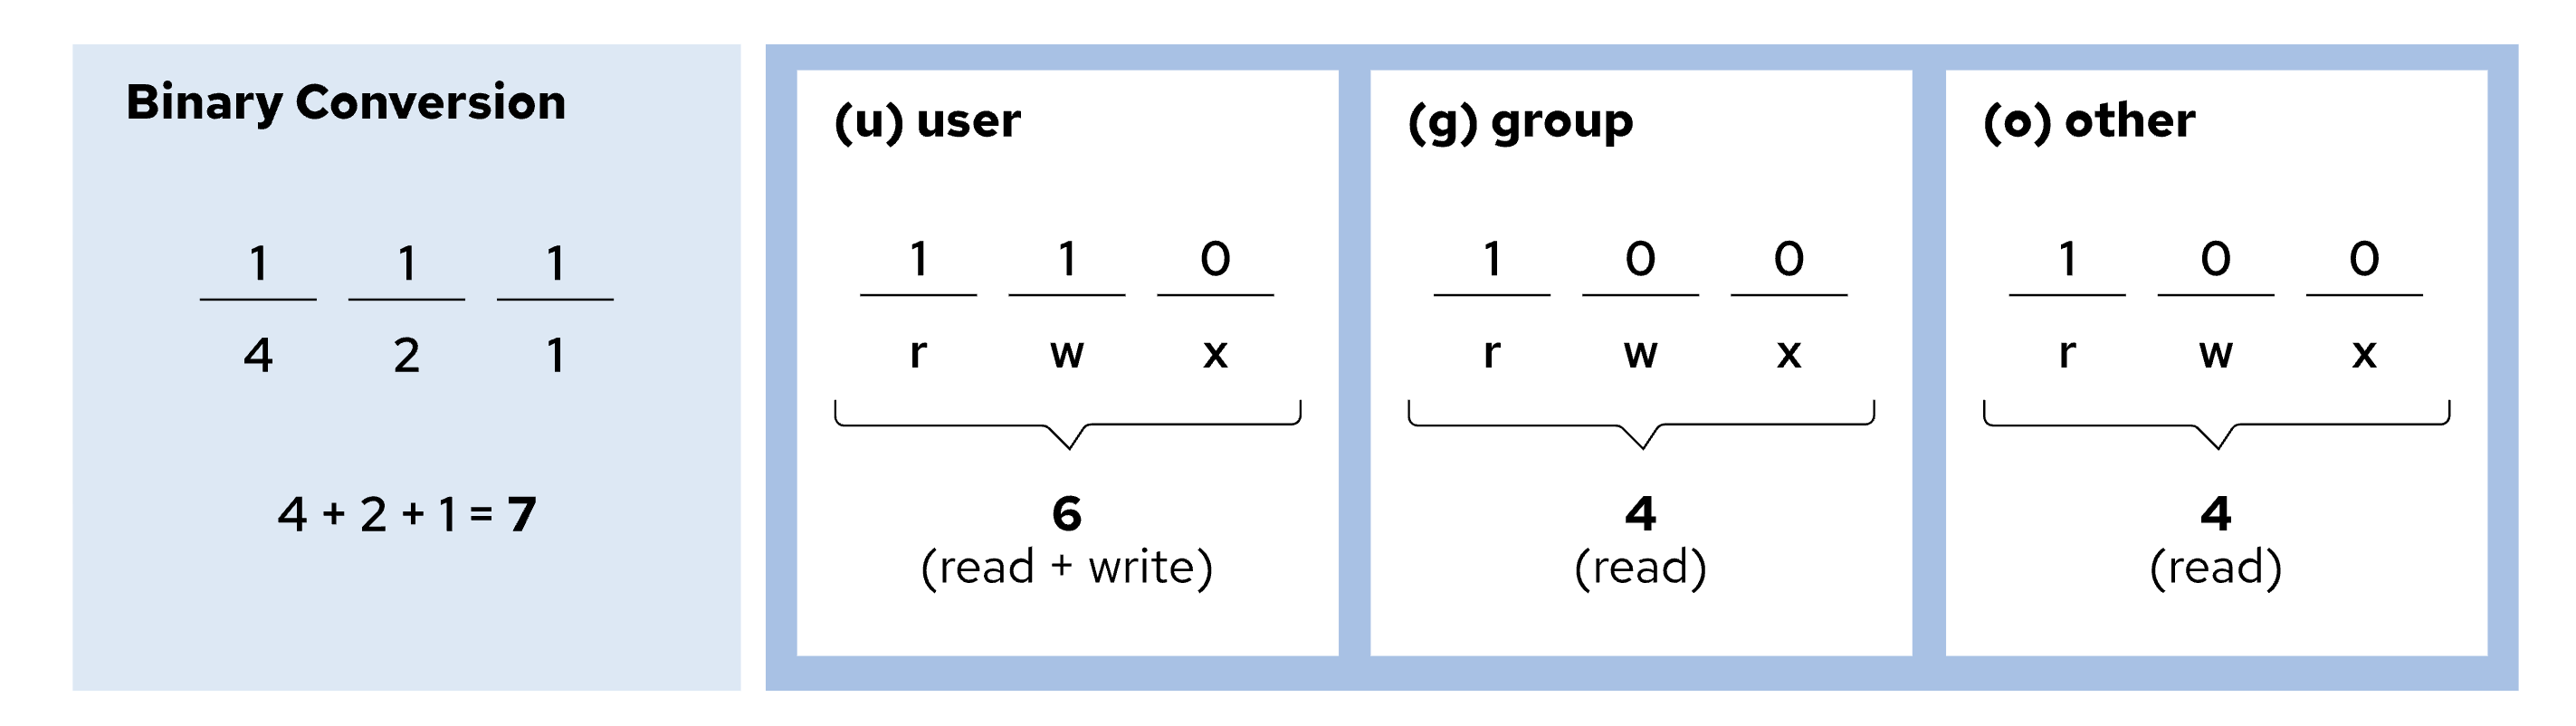 Binary Conversion
1 1 1
4 2 1
4 + 2 + 1 = 7
(u) user
1 1 0
r w x
6
(read + write)
(g) group
1 0 0
r w x
4
(read)
(o) other
1 0 0
r w x
4
(read)